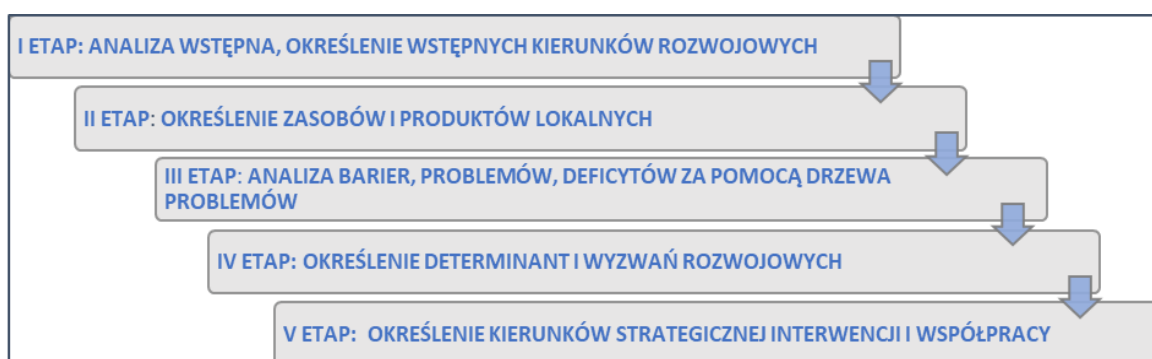 I ETAP: ANALIZA WSTĘPNA, OKREŚLENIE WSTĘPNYCH KIERUNKÓW ROZWOJOWYCH
II ETAP: OKREŚLENIE ZASOBÓW I PRODUKTÓW LOKALNYCH
III ETAP: ANALIZA BARIER, PROBLEMÓW, DEFICYTÓW ZA POMOCĄ DRZEWA
PROBLEMÓW
IV ETAP: OKREŚLENIE DETERMINANT I WYZWAŃ ROZWOJOWYCH
V ETAP: OKREŚLENIE KIERUNKÓW STRATEGICZNEJ INTERWENCJI I WSPÓŁPRACY